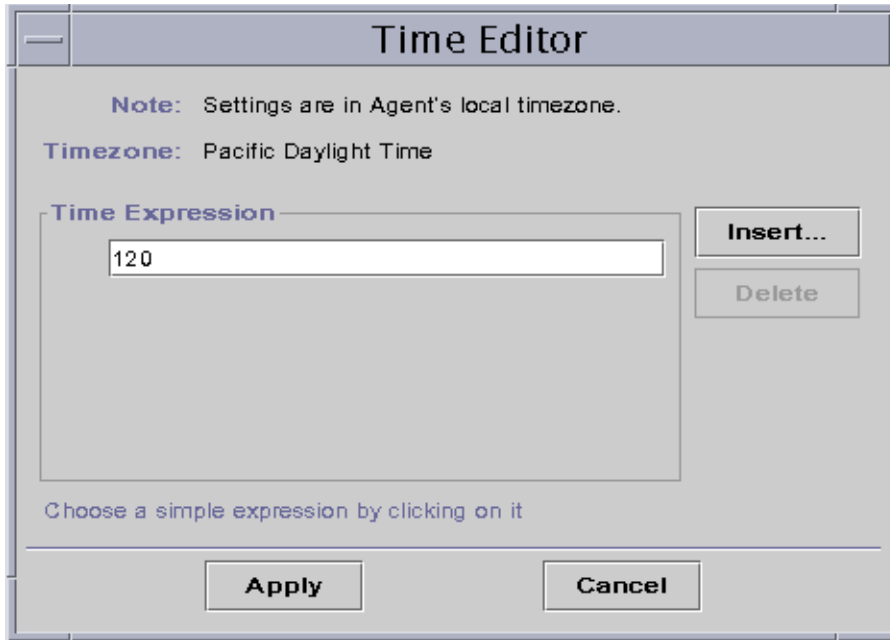 Time Editor
Note: Settings are in Agent's local timezone.
Timezone: Pacific Daylight Time
Time Expression
Insert...
120
Delete
Choose a simple expression by clicking on it
Apply Cancel